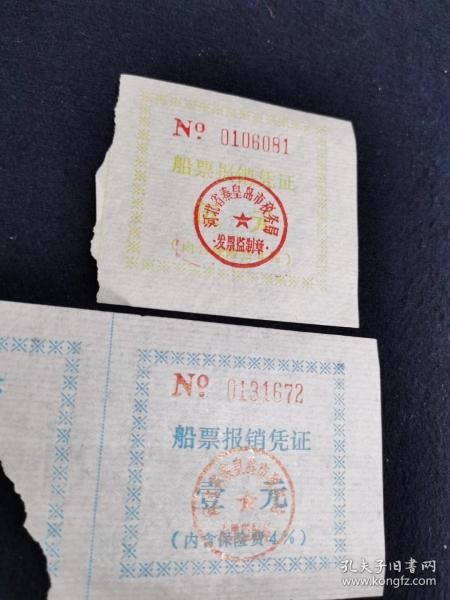 № 0106081
船票报销凭证
元
河北省秦皇岛市税务局
发票监制章
№ 0131672
船票报销凭证
壹 元
(内含保险费4%)
孔夫子旧书网
www.kongfz.com